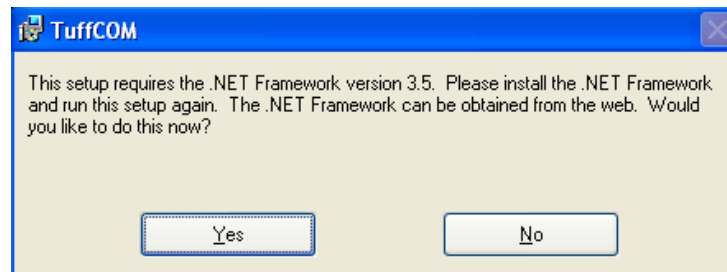 TuffCOM
This setup requires the .NET Framework version 3.5.  Please install the .NET Framework
and run this setup again.  The .NET Framework can be obtained from the web.  Would
you like to do this now?
Yes
No